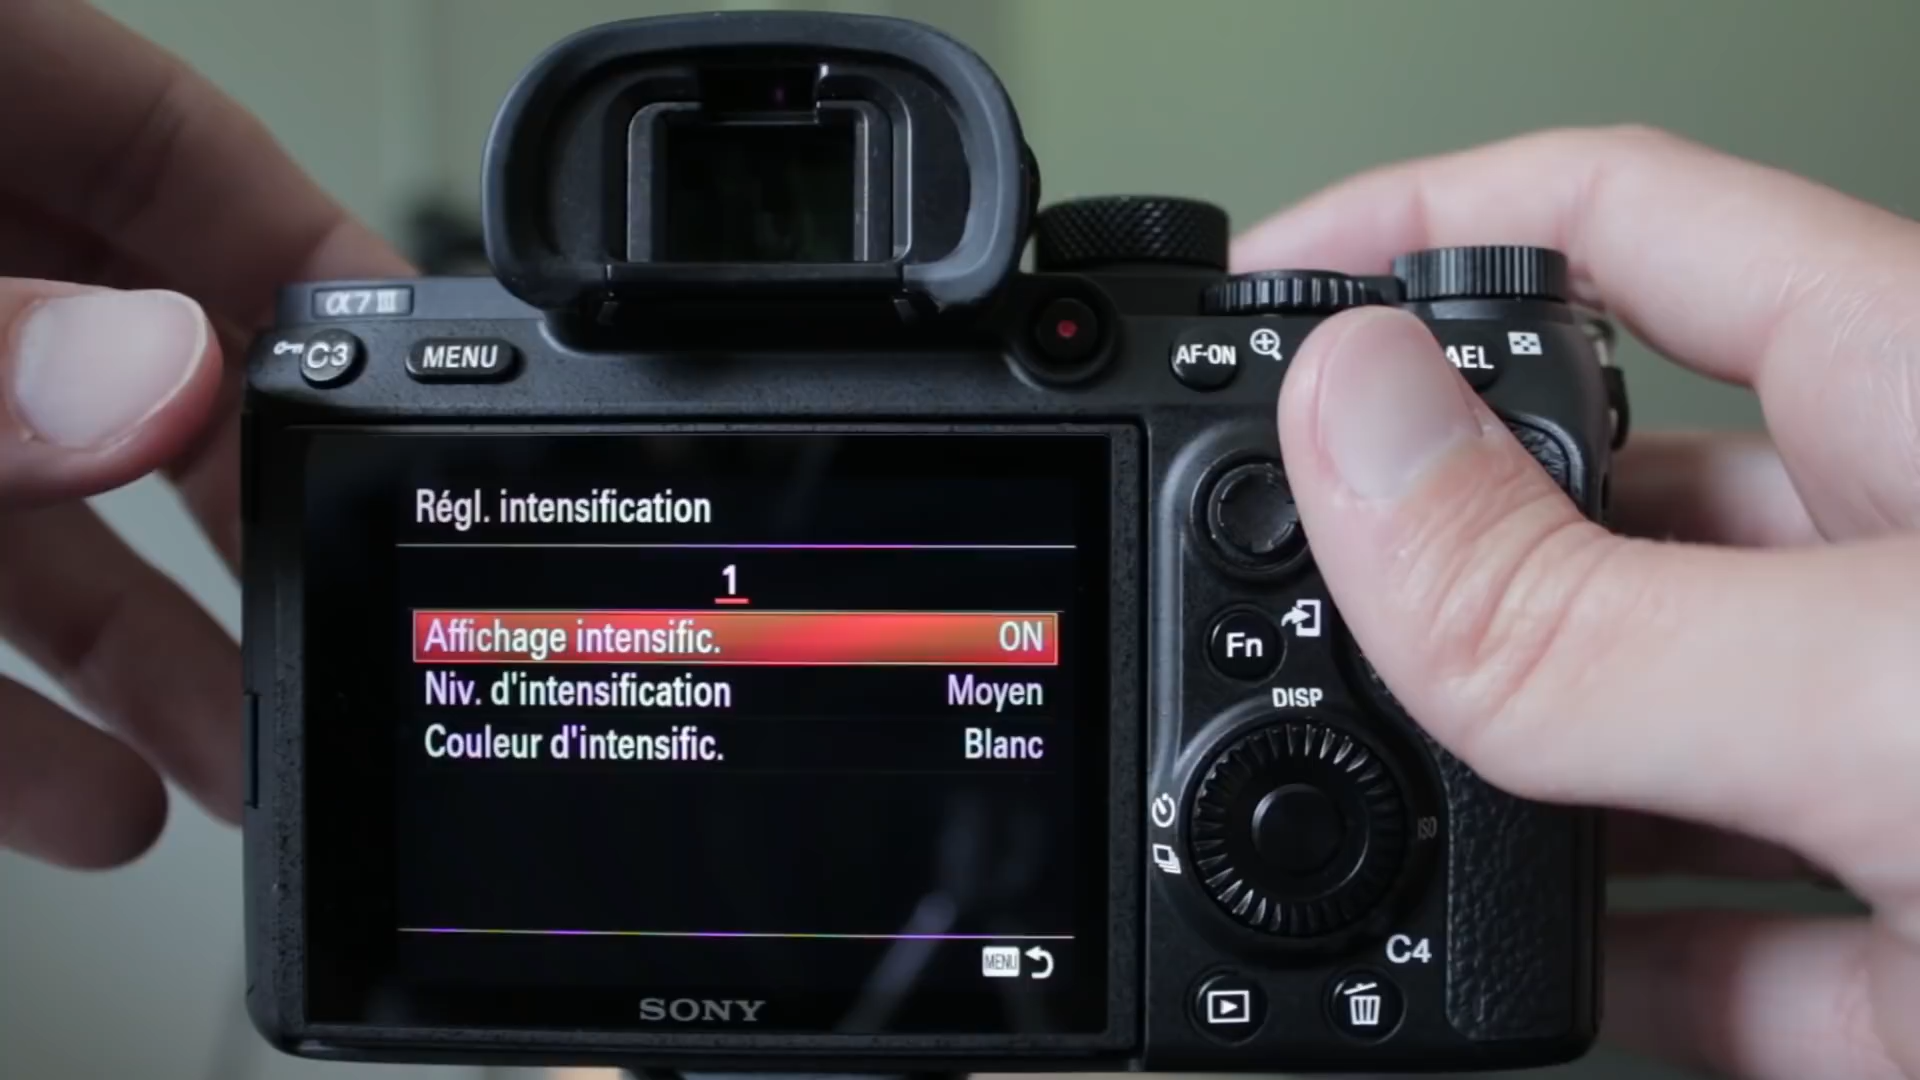 α7III
C3
MENU
AF-ON
AEL
Régl. intensification
1
Affichage intensific. ON
Niv. d'intensification Moyen
Couleur d'intensific. Blanc
Fn
DISP
ISO
C4
MENU
SONY